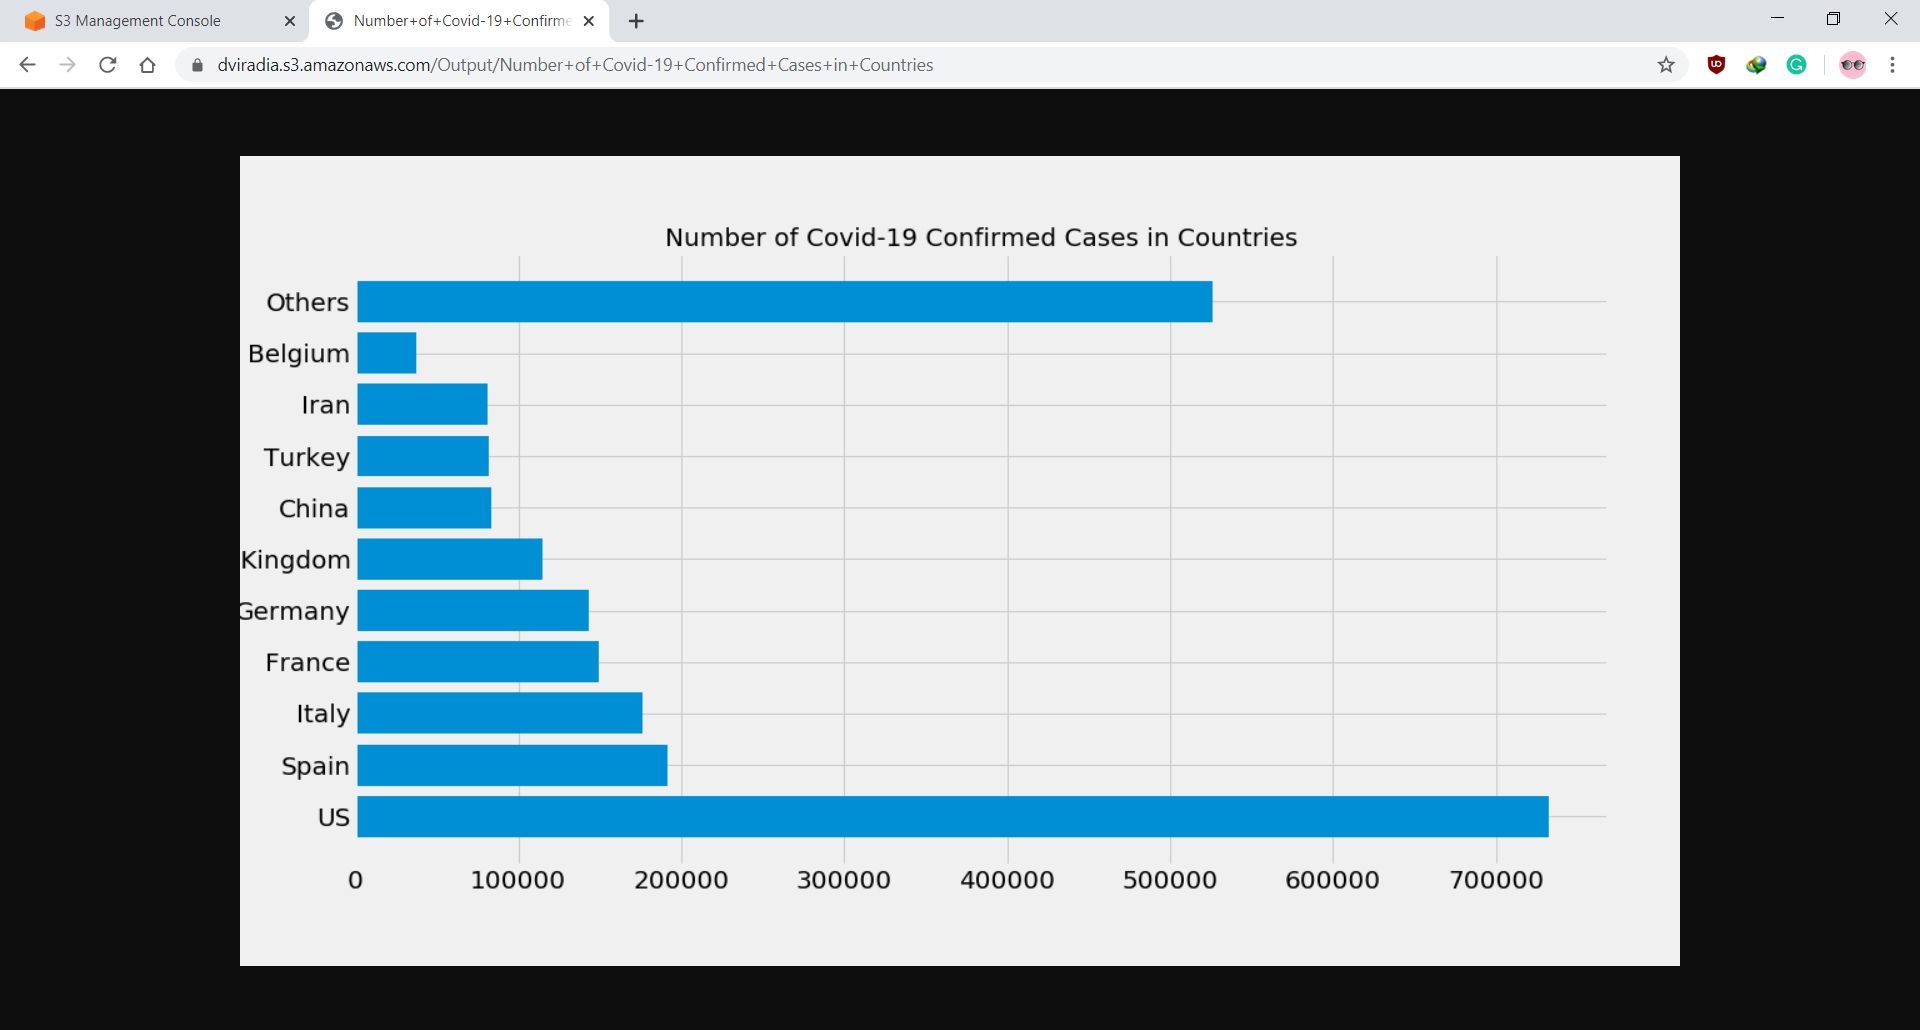 S3 Management Console
Number+of+Covid-19+Confirme
dviradia.s3.amazonaws.com/Output/Number+of+Covid-19+Confirmed+Cases+in+Countries
Number of Covid-19 Confirmed Cases in Countries
Others
Belgium
Iran
Turkey
China
Kingdom
Germany
France
Italy
Spain
US
0 100000 200000 300000 400000 500000 600000 700000